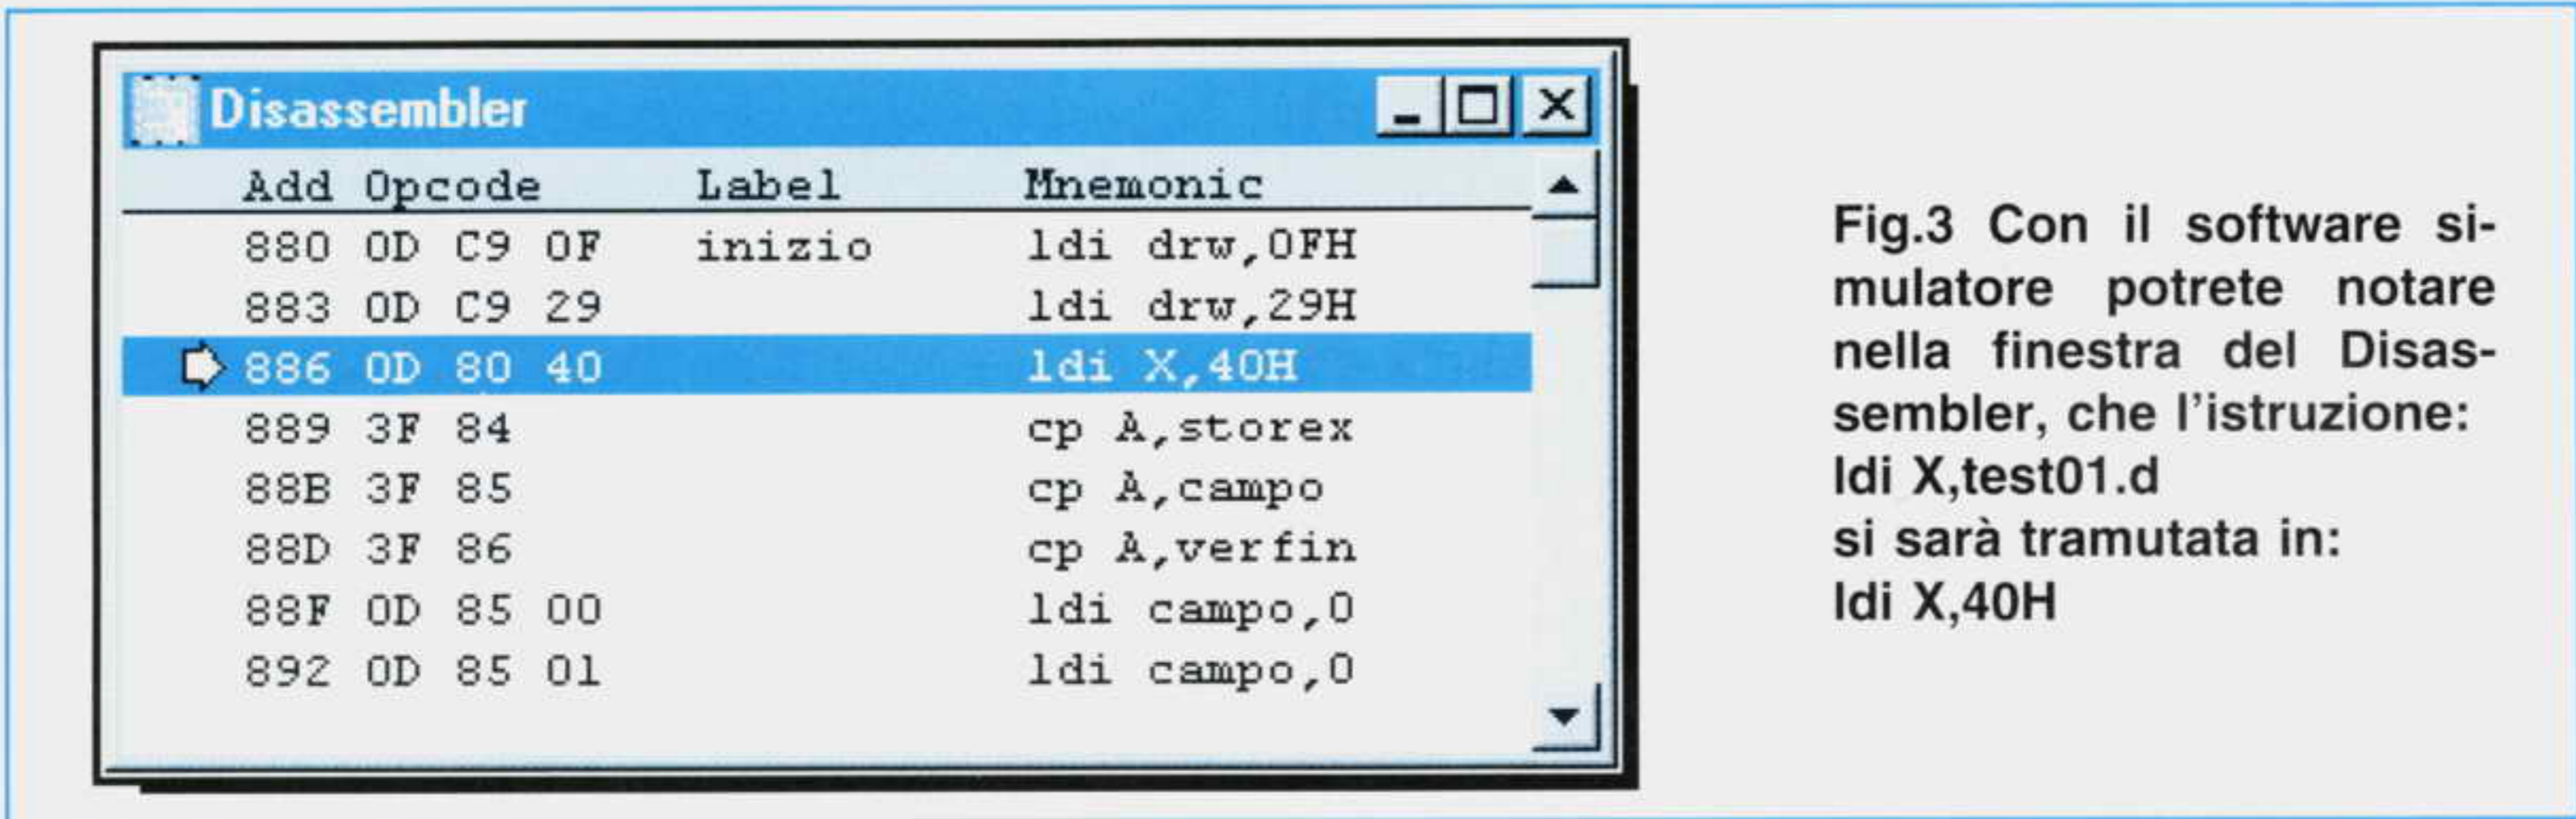 Disassembler
Add Opcode Label Mnemonic
880 0D C9 0F inizio ldi drw,0FH
883 0D C9 29 ldi drw,29H
886 0D 80 40 ldi X,40H
889 3F 84 cp A,storex
88B 3F 85 cp A,campo
88D 3F 86 cp A,verfin
88F 0D 85 00 ldi campo,0
892 0D 85 01 ldi campo,0
Fig.3 Con il software si-
mulatore potrete notare
nella finestra del Disas-
sembler, che l'istruzione:
ldi X,test01.d
si sarà tramutata in:
ldi X,40H